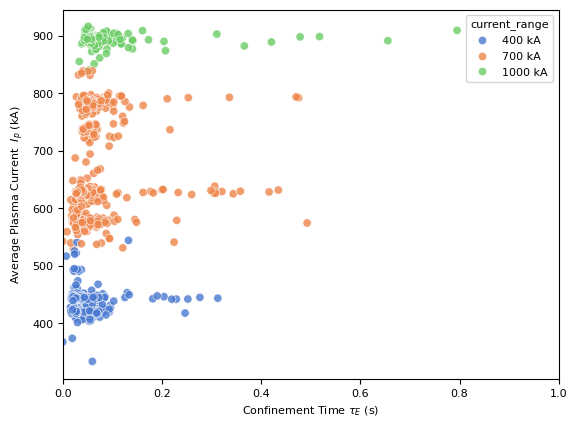 current_range
400 kA
700 kA
1000 kA
900
800
700
600
500
400
Average Plasma Current I_p (kA)
0.0 0.2 0.4 0.6 0.8 1.0
Confinement Time τ_E (s)